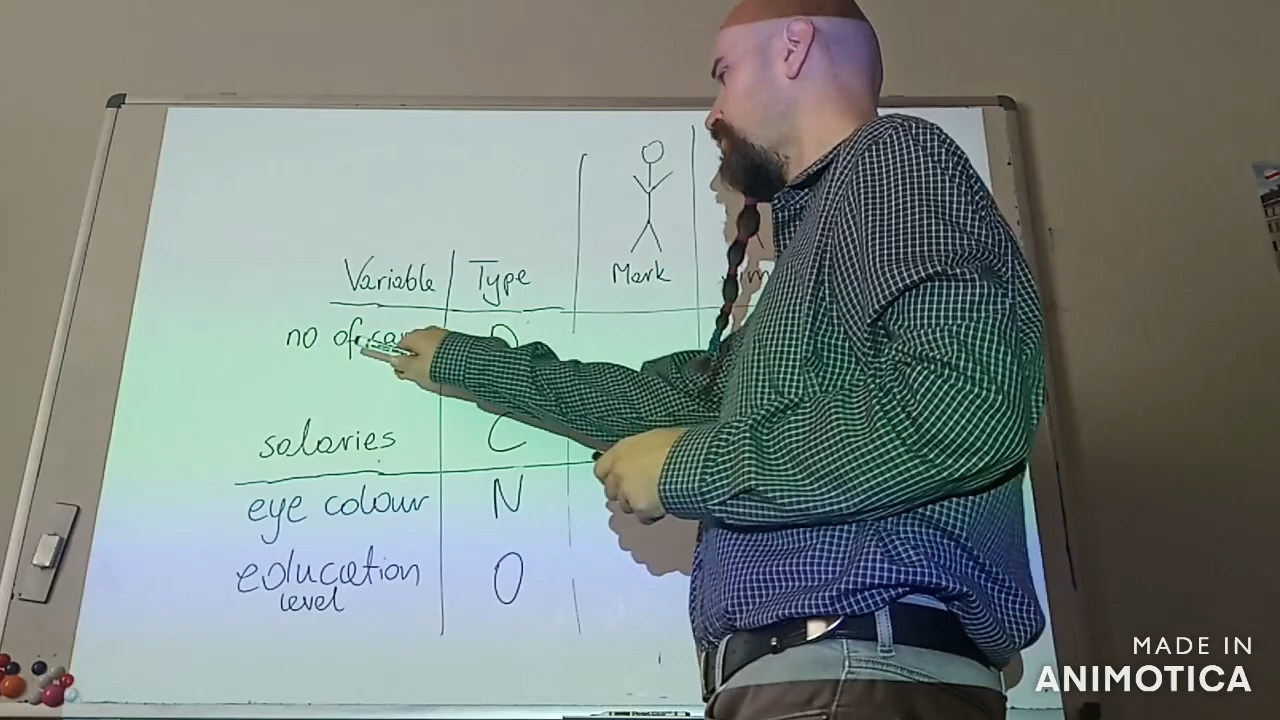 Mark
Variable Type
no of D
salaries C
eye colour N
education O
level
MADE IN
ANIMOTICA